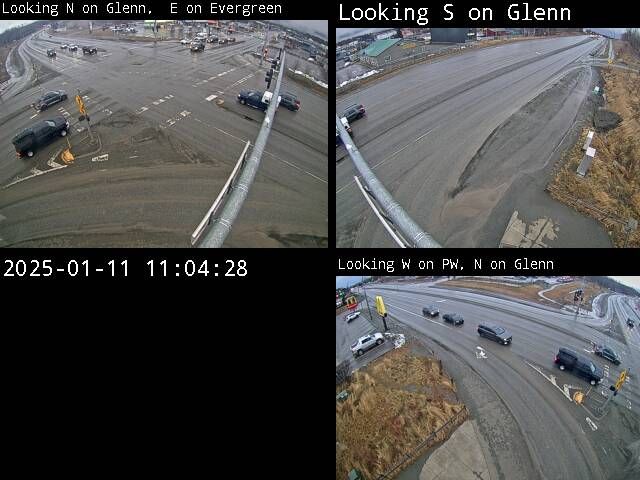 Looking N on Glenn,  E on Evergreen
Looking S on Glenn
2025-01-11 11:04:28
Looking W on PW, N on Glenn